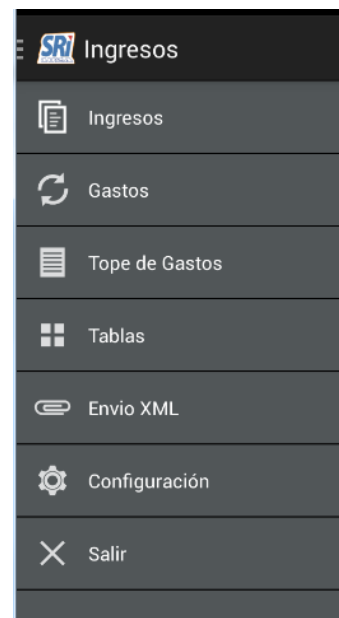 SRi Ingresos
Ingresos
Gastos
Tope de Gastos
Tablas
Envio XML
Configuración
Salir